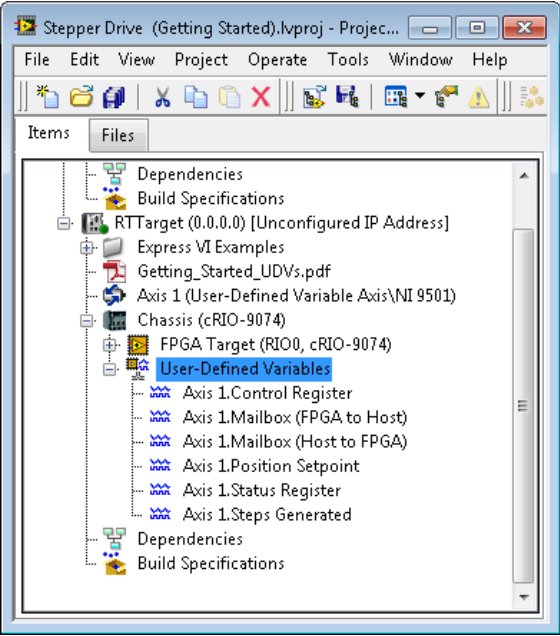 Stepper Drive (Getting Started).lvproj - Projec...
File Edit View Project Operate Tools Window Help
Items Files
Dependencies
Build Specifications
RTTarget (0.0.0.0) [Unconfigured IP Address]
Express VI Examples
Getting_Started_UDVs.pdf
Axis 1 (User-Defined Variable Axis\NI 9501)
Chassis (cRIO-9074)
FPGA Target (RIO0, cRIO-9074)
User-Defined Variables
Axis 1.Control Register
Axis 1.Mailbox (FPGA to Host)
Axis 1.Mailbox (Host to FPGA)
Axis 1.Position Setpoint
Axis 1.Status Register
Axis 1.Steps Generated
Dependencies
Build Specifications